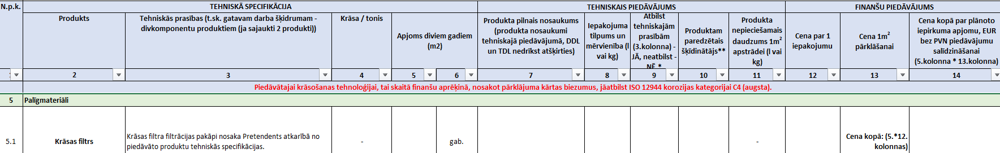 N.p.k.
TEHNISKĀ SPECIFIKĀCIJA
TEHNISKAIS PIEDĀVĀJUMS
FINANŠU PIEDĀVĀJUMS
Produkts
Tehniskās prasības (t.sk. gatavam darba šķidrumam -
divkomponentu produktiem (ja sajaukti 2 produkti))
Krāsa / tonis
Apjoms diviem gadiem
(m2)
Produkta pilnais nosaukums
(produkta nosaukumi
tehniskajā piedāvājumā, DDL
un TDL nedrīkst atšķirties)
Iepakojuma
tilpums un
mērvienība (l
vai kg)
Atbilst
tehniskajām
prasībām
(3.kolonna) -
JĀ, neatbilst -
NĒ *
Produktam
paredzētais
šķīdinātājs**
Produkta
nepieciešamais
daudzums 1m²
apstrādei (l vai
kg)
Cena par 1
iepakojumu
Cena 1m²
pārklāšanai
Cena kopā par plānoto
iepirkuma apjomu, EUR
bez PVN piedāvājumu
salīdzināšanai
(5.kolonna * 13.kolonna)
2
3
4
5
6
7
8
9
10
11
12
13
14
Piedāvātajai krāsošanas tehnoloģijai, tai skaitā finanšu aprēķinā, nosakot pārklājuma kārtas biezumus, jāatbilst ISO 12944 korozijas kategorijai C4 (augsta).
5
Palīgmateriāli
5.1
Krāsas filtrs
Krāsas filtra filtrācijas pakāpi nosaka Pretendents atkarībā no
piedāvāto produktu tehniskās specifikācijas.
-
gab.
-
Cena kopā: (5.*12.
kolonnas)